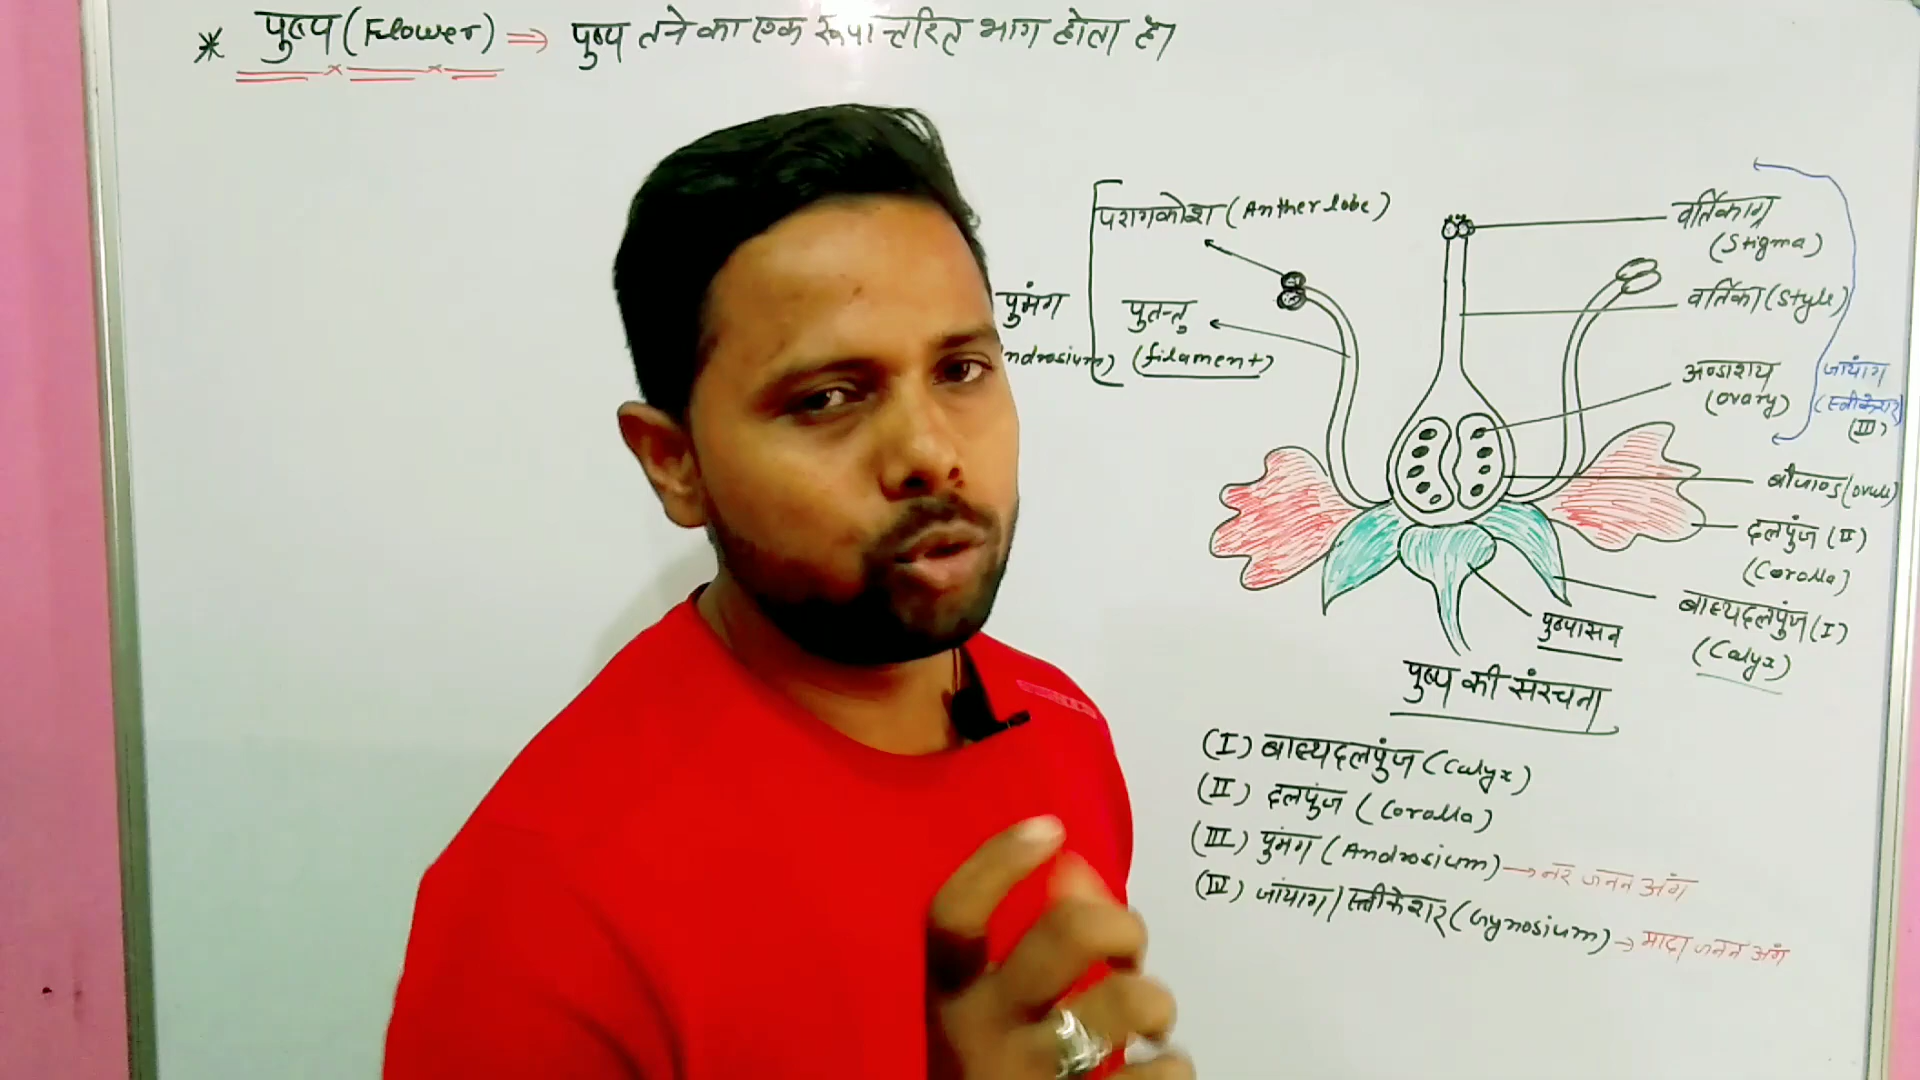 * पुष्प (Flower) ⇒ पुष्प तने का एक रूपान्तरित भाग होता है।
परागकोश (Anther lobe)
पुमंग
ndrosium)
पुतन्तु
(filament)
वर्तिकाग्र
(Stigma)
वर्तिका (Style)
अण्डाशय
(ovary)
जांयाग
(स्त्रीकेशर)
(III)
बीजाण्ड (ovule)
दलपुंज (II)
(Corolla)
बाह्यदलपुंज (I)
(Calyx)
पुष्पासन
पुष्प की संरचना
(I) बाह्यदलपुंज (Calyx)
(II) दलपुंज (Corolla)
(III) पुंमग (Androsium) → नर जनन अंग
(IV) जांयाग / स्त्रीकेशर (Gynosium) → मादा जनन अंग